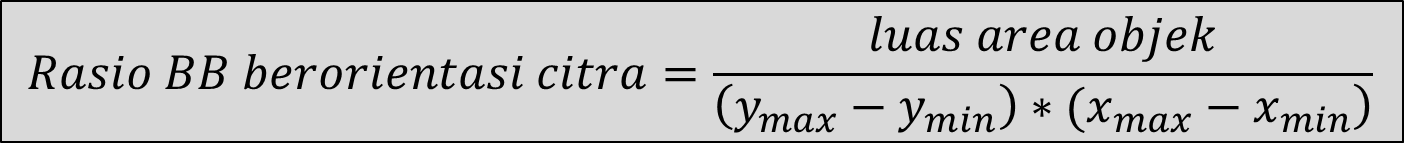 Rasio BB berorientasi citra = luas area objek / (y_max − y_min) * (x_max − x_min)